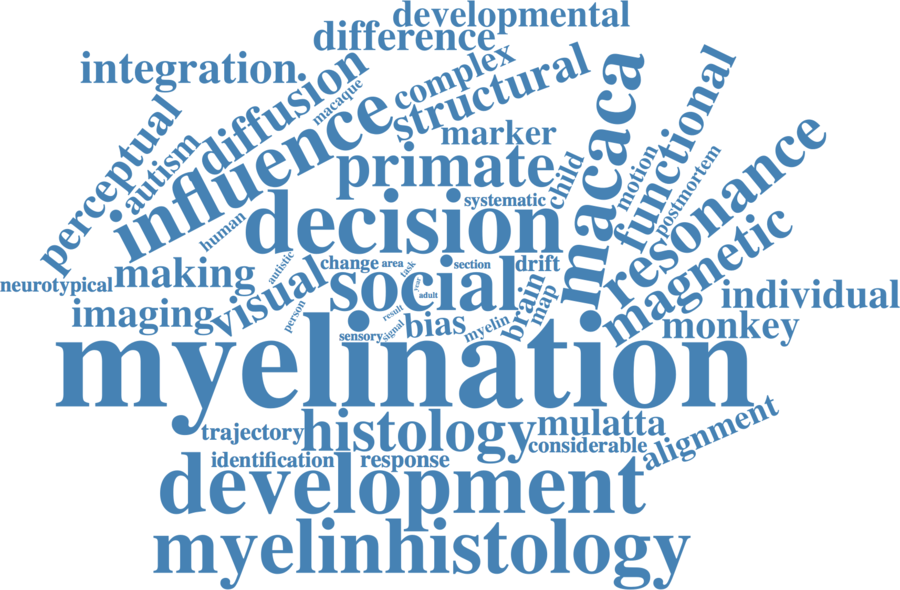 developmental
difference
integration
diffusion
macaque
complex
structural
influence
perceptual
autism
marker
macaca
functional
resonance
primate
child
motion
postmortem
systematic
decision
human
magnetic
neurotypical
making
autistic
change
area
task
section
drift
visual
social
year
adult
brain
map
individual
imaging
person
result
signal
sensory
bias
myelin
monkey
myelination
trajectory
histology
mulatta
considerable
alignment
identification
response
development
myelinhistology